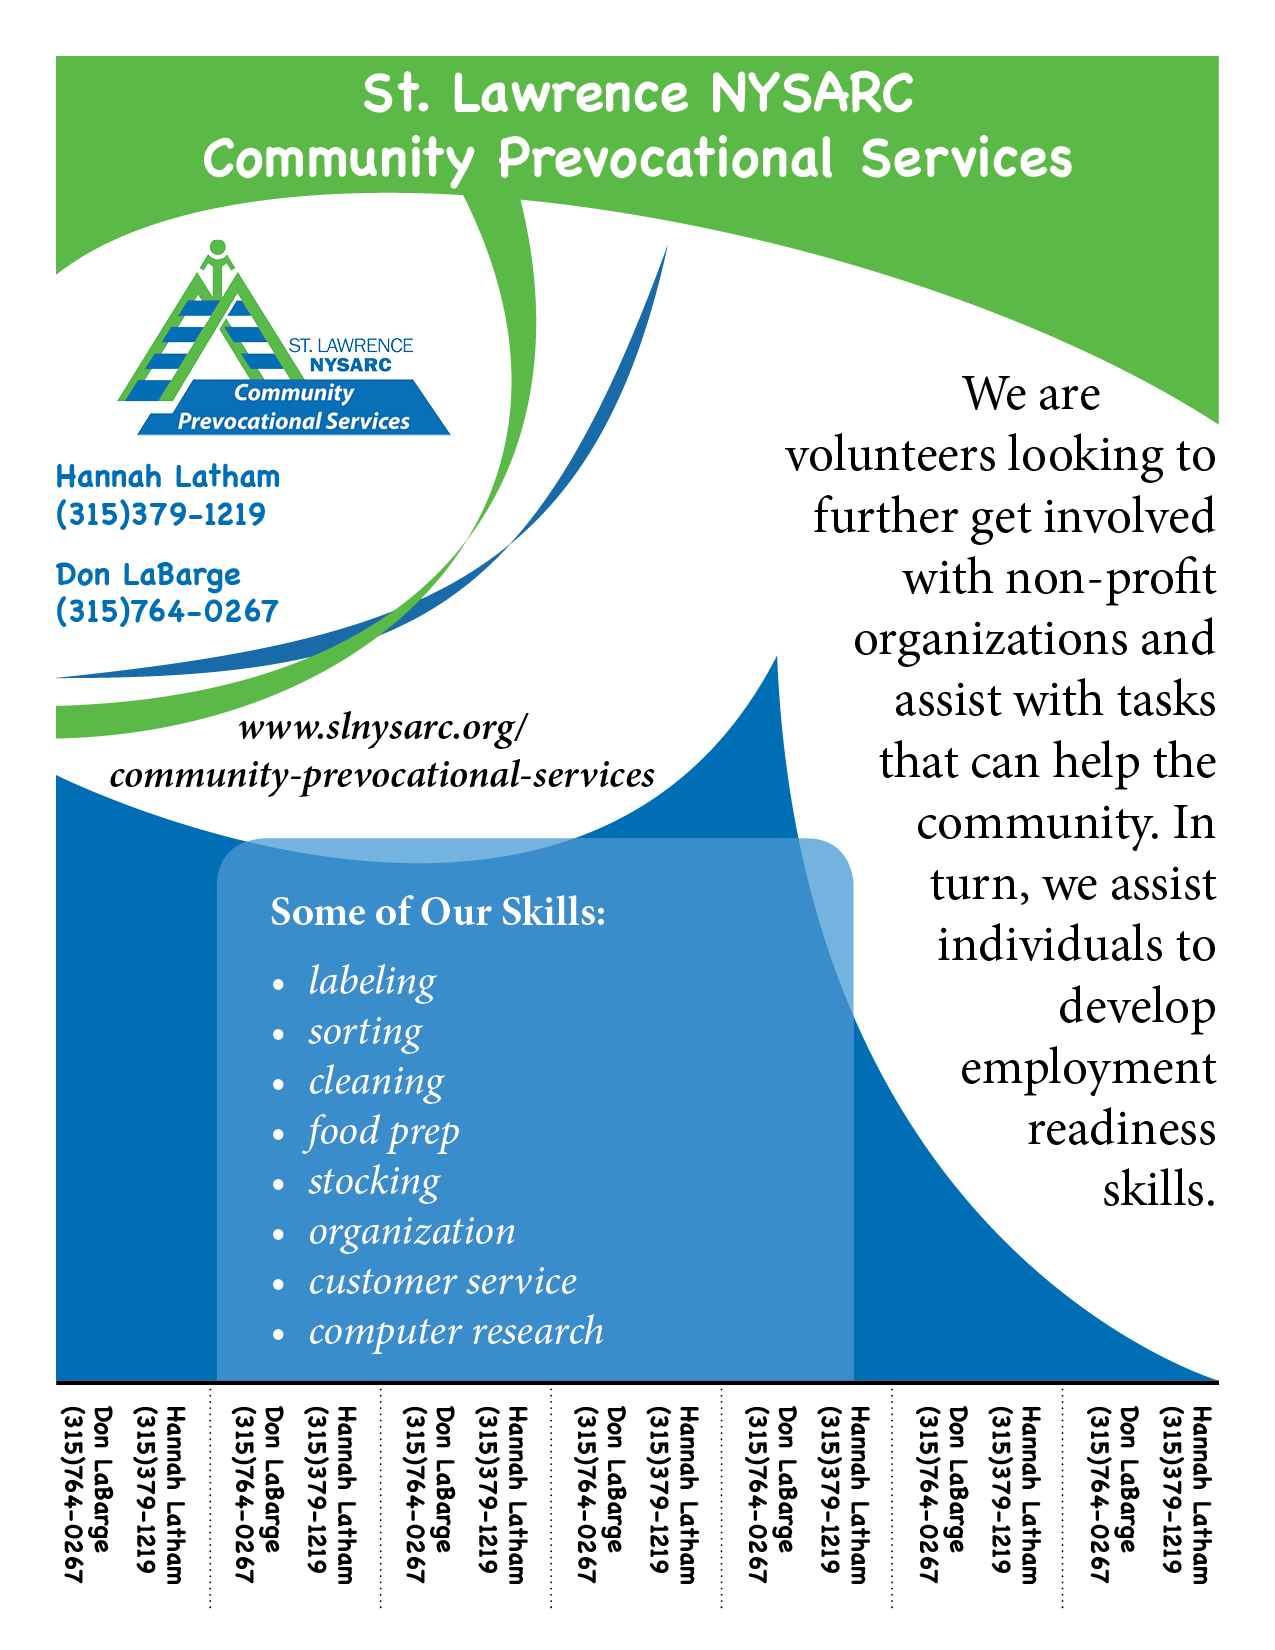 St. Lawrence NYSARC
Community Prevocational Services
ST. LAWRENCE
NYSARC
Community
Prevocational Services
Hannah Latham
(315)379-1219
Don LaBarge
(315)764-0267
www.slnysarc.org/
community-prevocational-services
We are
volunteers looking to
further get involved
with non-profit
organizations and
assist with tasks
that can help the
community. In
turn, we assist
individuals to
develop
employment
readiness
skills.
Some of Our Skills:
• labeling
• sorting
• cleaning
• food prep
• stocking
• organization
• customer service
• computer research
Hannah Latham
(315)379-1219
Don LaBarge
(315)764-0267
Hannah Latham
(315)379-1219
Don LaBarge
(315)764-0267
Hannah Latham
(315)379-1219
Don LaBarge
(315)764-0267
Hannah Latham
(315)379-1219
Don LaBarge
(315)764-0267
Hannah Latham
(315)379-1219
Don LaBarge
(315)764-0267
Hannah Latham
(315)379-1219
Don LaBarge
(315)764-0267
Hannah Latham
(315)379-1219
Don LaBarge
(315)764-0267